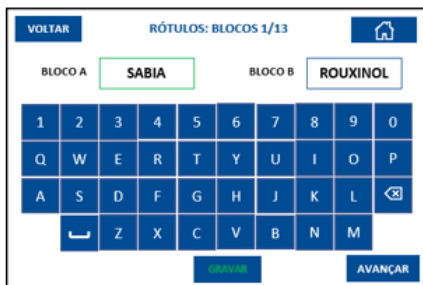 VOLTAR RÓTULOS: BLOCOS 1/13
BLOCO A SABIA BLOCO B ROUXINOL
1 2 3 4 5 6 7 8 9 0
Q W E R T Y U I O P
A S D F G H J K L
Z X C V B N M
GRAVAR AVANÇAR